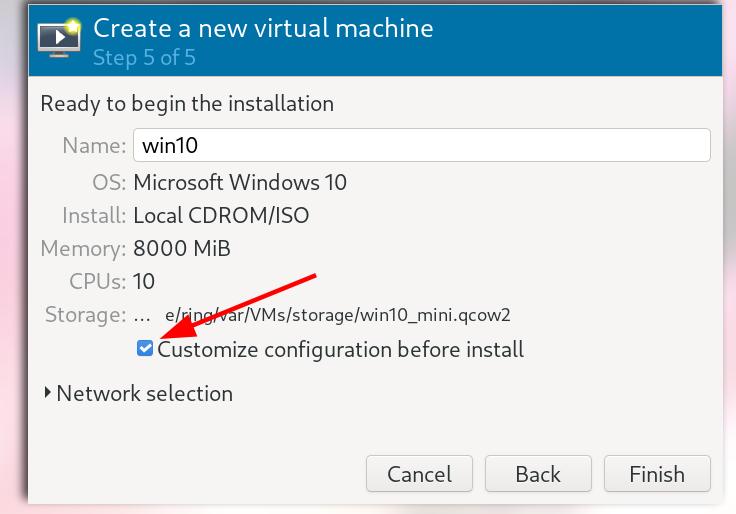 Create a new virtual machine
Step 5 of 5
Ready to begin the installation
Name: win10
OS: Microsoft Windows 10
Install: Local CDROM/ISO
Memory: 8000 MiB
CPUs: 10
Storage: ... e/ring/var/VMs/storage/win10_mini.qcow2
Customize configuration before install
Network selection
Cancel Back Finish